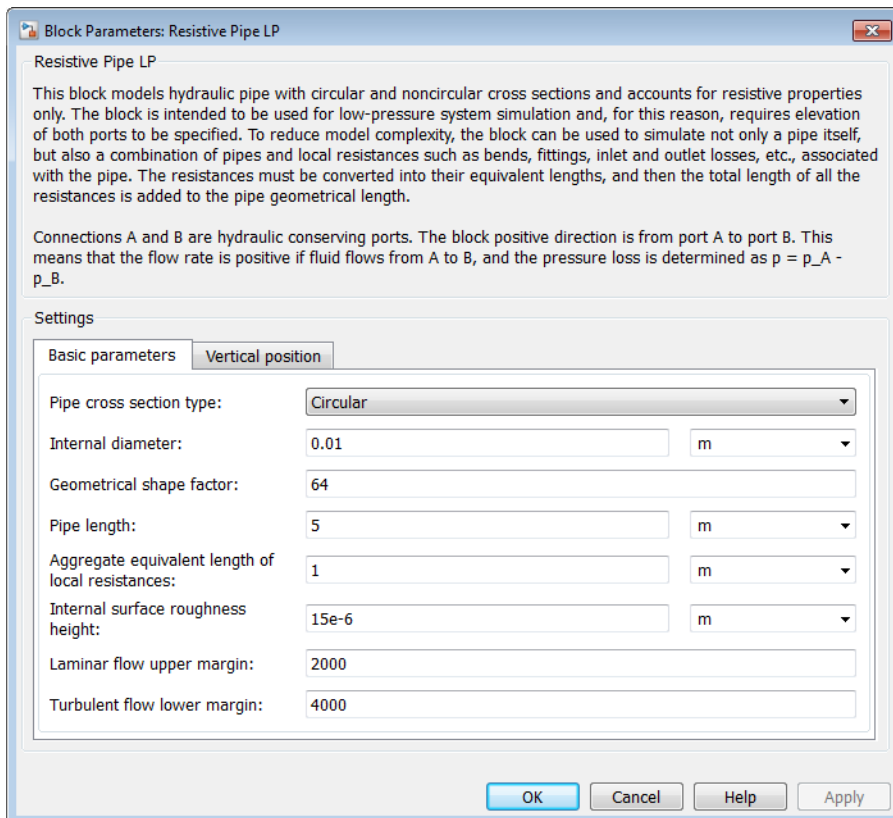 Block Parameters: Resistive Pipe LP
Resistive Pipe LP
This block models hydraulic pipe with circular and noncircular cross sections and accounts for resistive properties
only. The block is intended to be used for low-pressure system simulation and, for this reason, requires elevation
of both ports to be specified. To reduce model complexity, the block can be used to simulate not only a pipe itself,
but also a combination of pipes and local resistances such as bends, fittings, inlet and outlet losses, etc., associated
with the pipe. The resistances must be converted into their equivalent lengths, and then the total length of all the
resistances is added to the pipe geometrical length.
Connections A and B are hydraulic conserving ports. The block positive direction is from port A to port B. This
means that the flow rate is positive if fluid flows from A to B, and the pressure loss is determined as p = p_A -
p_B.
Settings
Basic parameters Vertical position
Pipe cross section type: Circular
Internal diameter: 0.01 m
Geometrical shape factor: 64
Pipe length: 5 m
Aggregate equivalent length of
local resistances: 1 m
Internal surface roughness
height: 15e-6 m
Laminar flow upper margin: 2000
Turbulent flow lower margin: 4000
OK Cancel Help Apply